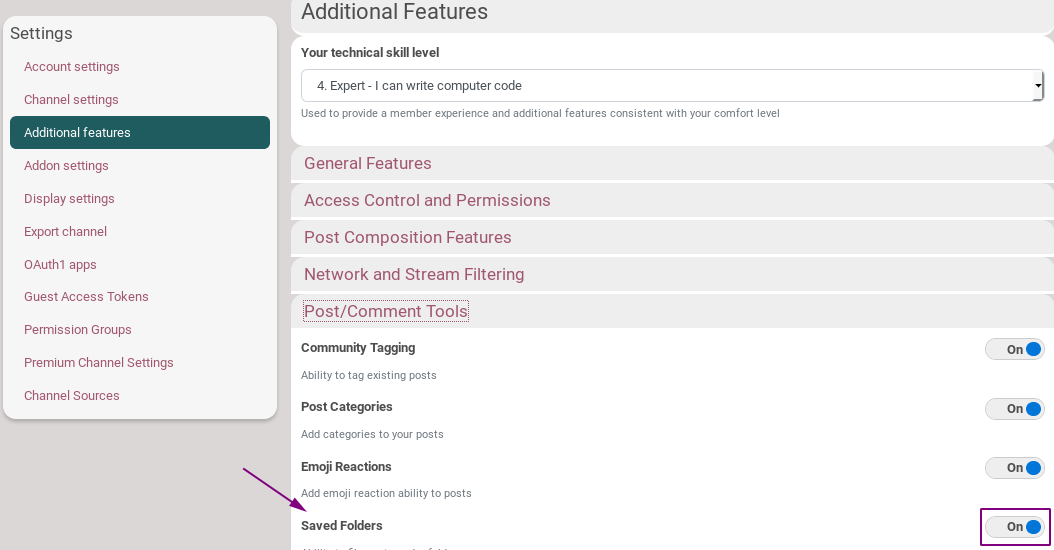 Settings
Account settings
Channel settings
Additional features
Addon settings
Display settings
Export channel
OAuth1 apps
Guest Access Tokens
Permission Groups
Premium Channel Settings
Channel Sources
Additional Features
Your technical skill level
4. Expert - I can write computer code
Used to provide a member experience and additional features consistent with your comfort level
General Features
Access Control and Permissions
Post Composition Features
Network and Stream Filtering
Post/Comment Tools
Community Tagging
On
Ability to tag existing posts
Post Categories
On
Add categories to your posts
Emoji Reactions
On
Add emoji reaction ability to posts
Saved Folders
On